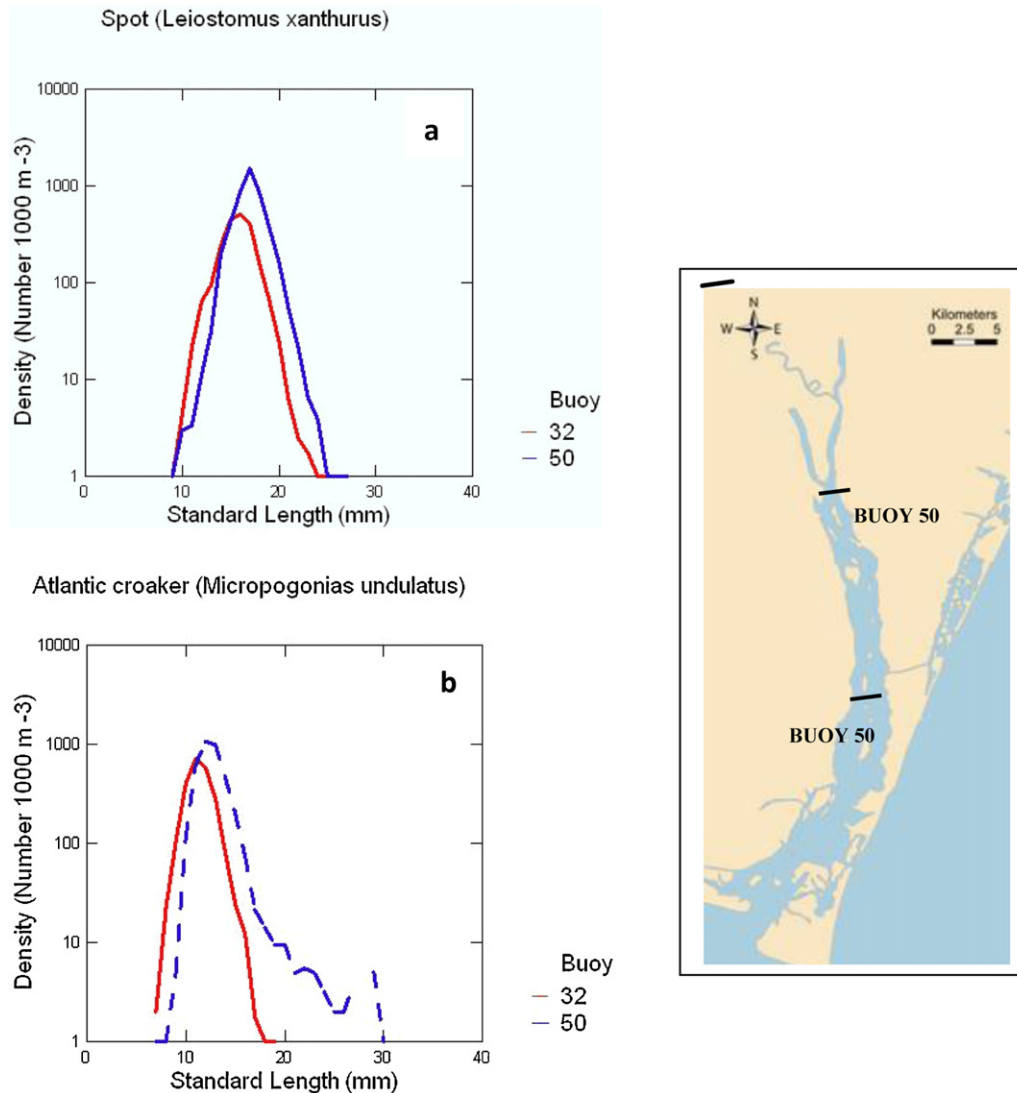 Spot (Leiostomus xanthurus)
a
Density (Number 1000 m -3)
10000
1000
100
10
1
0 10 20 30 40
Standard Length (mm)
Buoy
32
50
Atlantic croaker (Micropogonias undulatus)
b
Density (Number 1000 m -3)
10000
1000
100
10
1
0 10 20 30 40
Standard Length (mm)
Buoy
32
50
N
W E
S
Kilometers
0 2.5 5
BUOY 50
BUOY 50